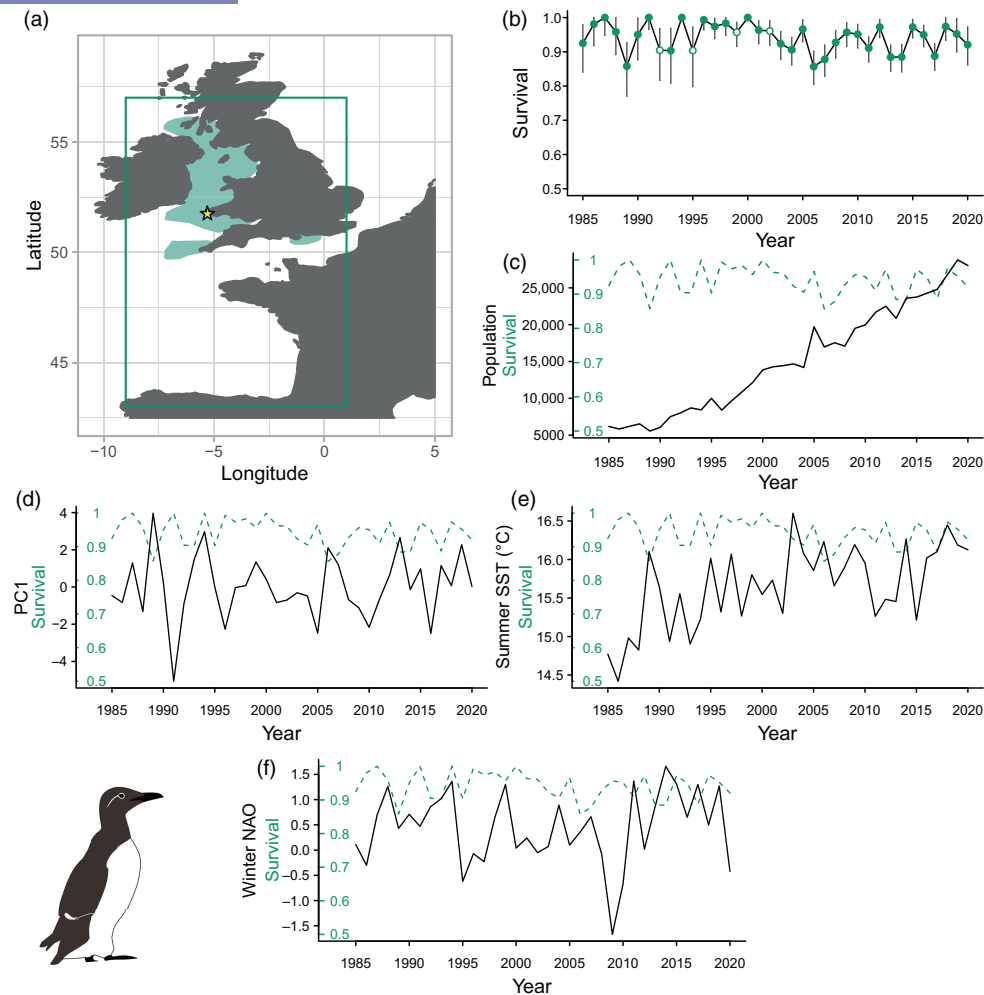 (a)
Latitude
55
50
45
−10
−5
0
5
Longitude
(b)
Survival
1.0
0.9
0.8
0.7
0.6
0.5
1985 1990 1995 2000 2005 2010 2015 2020
Year
(c)
Population
Survival
25,000
20,000
15,000
10,000
5000
1
0.9
0.8
0.7
0.6
0.5
1985 1990 1995 2000 2005 2010 2015 2020
Year
(d)
PC1
Survival
4
2
0
−2
−4
1
0.9
0.8
0.7
0.6
0.5
1985 1990 1995 2000 2005 2010 2015 2020
Year
(e)
Summer SST (°C)
Survival
16.5
16.0
15.5
15.0
14.5
1
0.9
0.8
0.7
0.6
0.5
1985 1990 1995 2000 2005 2010 2015 2020
Year
(f)
Winter NAO
Survival
1.5
1.0
0.5
0.0
−0.5
−1.0
−1.5
1
0.9
0.8
0.7
0.6
0.5
1985 1990 1995 2000 2005 2010 2015 2020
Year